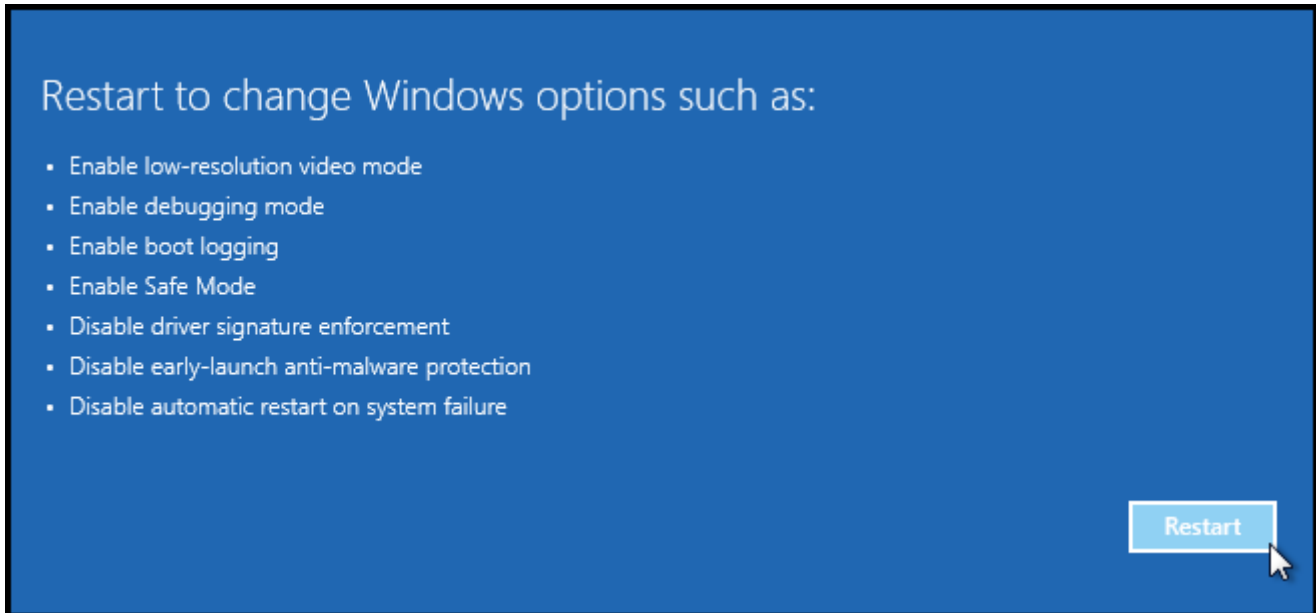 Restart to change Windows options such as:
▪ Enable low-resolution video mode
▪ Enable debugging mode
▪ Enable boot logging
▪ Enable Safe Mode
▪ Disable driver signature enforcement
▪ Disable early-launch anti-malware protection
▪ Disable automatic restart on system failure
Restart